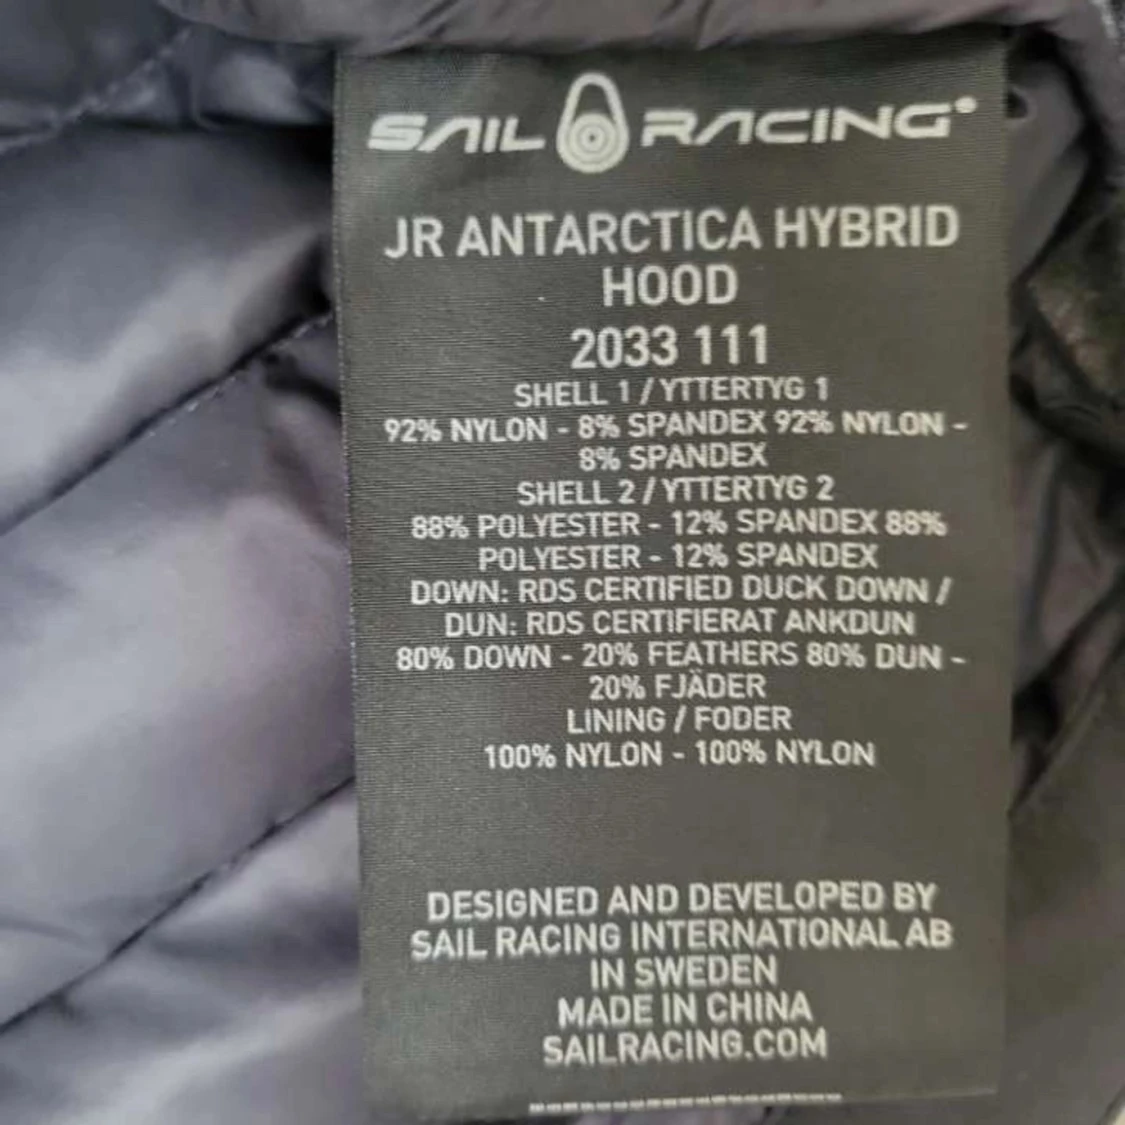 SAIL RACING
JR ANTARCTICA HYBRID
HOOD
2033 111
SHELL 1 / YTTERTYG 1
92% NYLON - 8% SPANDEX 92% NYLON -
8% SPANDEX
SHELL 2 / YTTERTYG 2
88% POLYESTER - 12% SPANDEX 88%
POLYESTER - 12% SPANDEX
DOWN: RDS CERTIFIED DUCK DOWN /
DUN: RDS CERTIFIERAT ANKDUN
80% DOWN - 20% FEATHERS 80% DUN -
20% FJÄDER
LINING / FODER
100% NYLON - 100% NYLON
DESIGNED AND DEVELOPED BY
SAIL RACING INTERNATIONAL AB
IN SWEDEN
MADE IN CHINA
SAILRACING.COM